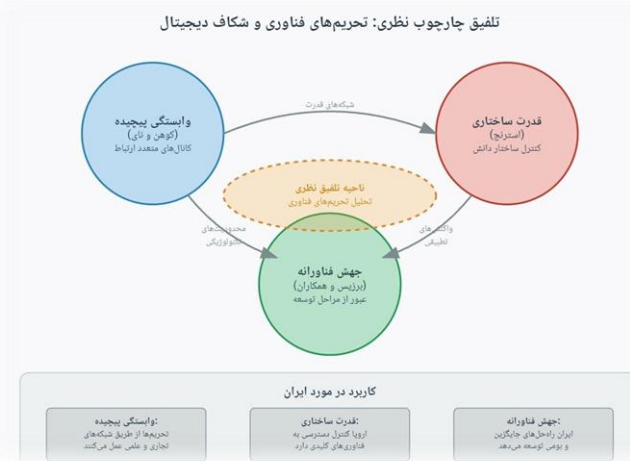 تلفیق چارچوب نظری: تحریم‌های فناوری و شکاف دیجیتال
قدرت ساختاری
(استرنج)
کنترل ساختار دانش
شبکه‌های قدرت
وابستگی پیچیده
(کوهن و نای)
کانال‌های متعدد ارتباط
ناحیه تلفیق نظری
تحلیل تحریم‌های فناوری
واکنش‌های
تطبیقی
محدودیت‌های
تکنولوژیکی
جهش فناورانه
(برزیس و همکاران)
عبور از مراحل توسعه
کاربرد در مورد ایران
جهش فناورانه:
ایران راه‌حل‌های جایگزین
و بومی توسعه می‌دهد
قدرت ساختاری:
اروپا کنترل دسترسی به
فناوری‌های کلیدی دارد
وابستگی پیچیده:
تحریم‌ها از طریق شبکه‌های
تجاری و علمی عمل می‌کنند